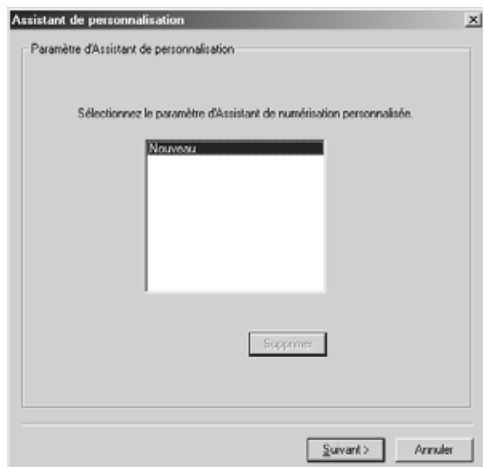 Assistant de personnalisation
Paramètre d'Assistant de personnalisation
Sélectionnez le paramètre d'Assistant de numérisation personnalisée.
Nouveau
Supprimer
Suivant >
Annuler